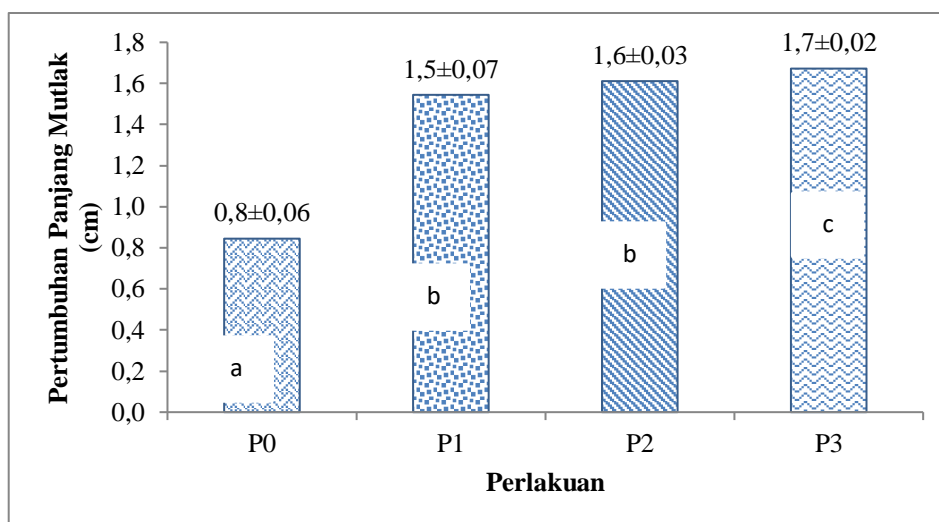 Pertumbuhan Panjang Mutlak
(cm)
1,8
1,6
1,4
1,2
1,0
0,8
0,6
0,4
0,2
0,0
0,8±0,06
1,5±0,07
1,6±0,03
1,7±0,02
a
b
b
c
P0
P1
P2
P3
Perlakuan